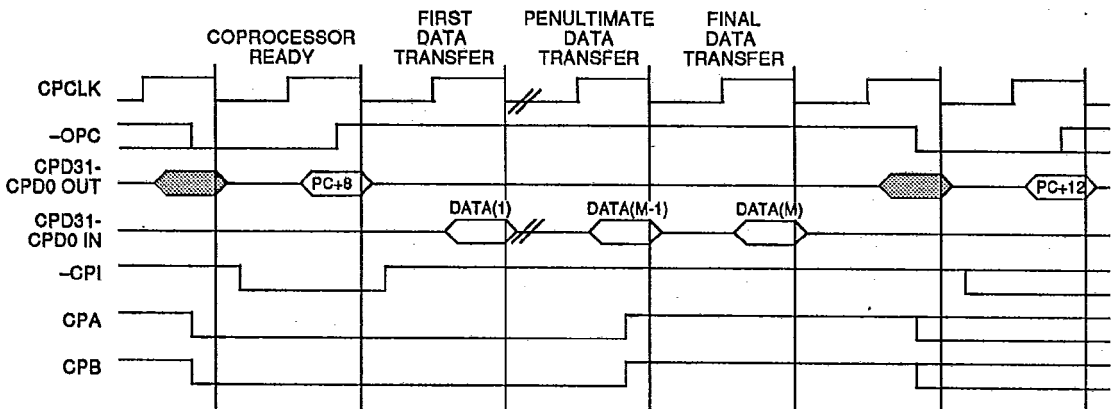 COPROCESSOR
READY
FIRST
DATA
TRANSFER
PENULTIMATE
DATA
TRANSFER
FINAL
DATA
TRANSFER
CPCLK
–OPC
CPD31-
CPD0 OUT
PC+8
PC+12
CPD31-
CPD0 IN
DATA(1)
DATA(M-1)
DATA(M)
–CPI
CPA
CPB